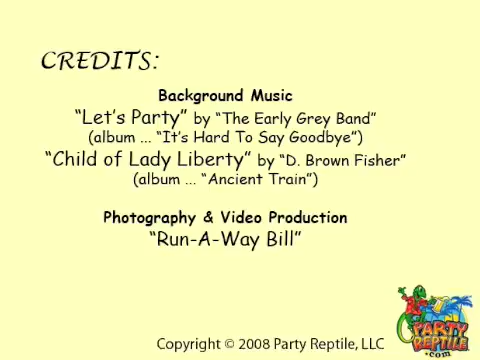 CREDITS:
Background Music
“Let’s Party” by “The Early Grey Band”
(album ... “It’s Hard To Say Goodbye”)
“Child of Lady Liberty” by “D. Brown Fisher”
(album ... “Ancient Train”)
Photography & Video Production
“Run-A-Way Bill”
PARTY
REPTILE
.com
Copyright © 2008 Party Reptile, LLC